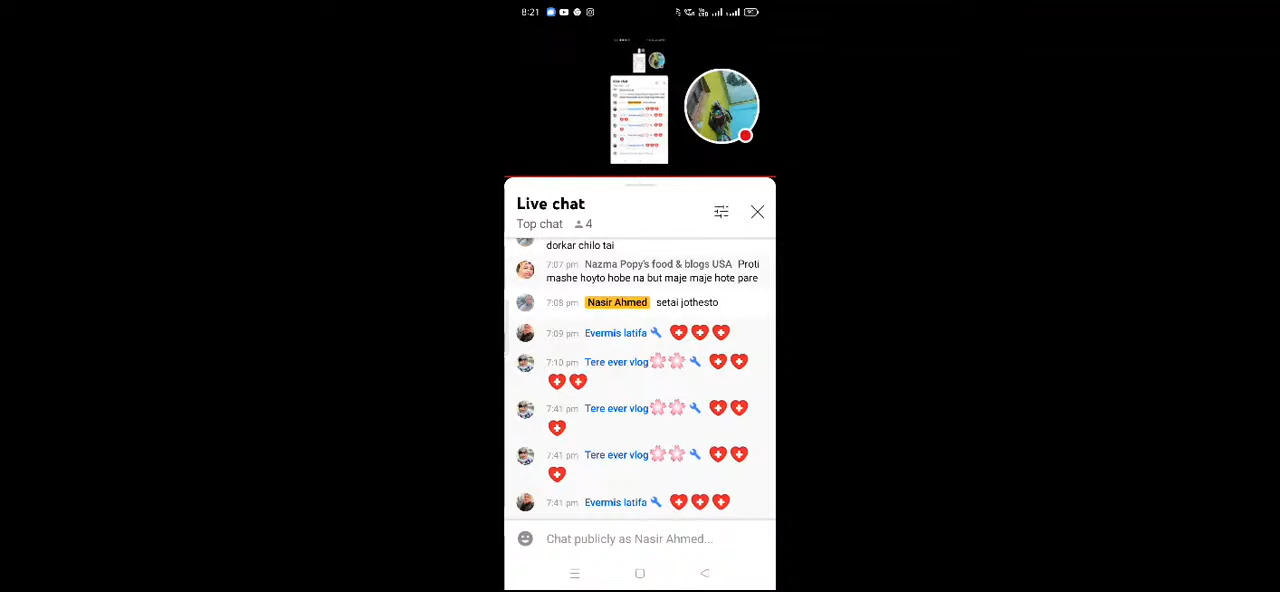 8:21
Live chat
Top chat 4
dorkar chilo tai
7:07 pm Nazma Popy's food & blogs USA Proti
mashe hoyto hobe na but maje maje hote pare
7:08 pm Nasir Ahmed setai jothesto
7:09 pm Evermis latifa
7:10 pm Tere ever vlog
7:41 pm Tere ever vlog
7:41 pm Tere ever vlog
7:41 pm Evermis latifa
Chat publicly as Nasir Ahmed...